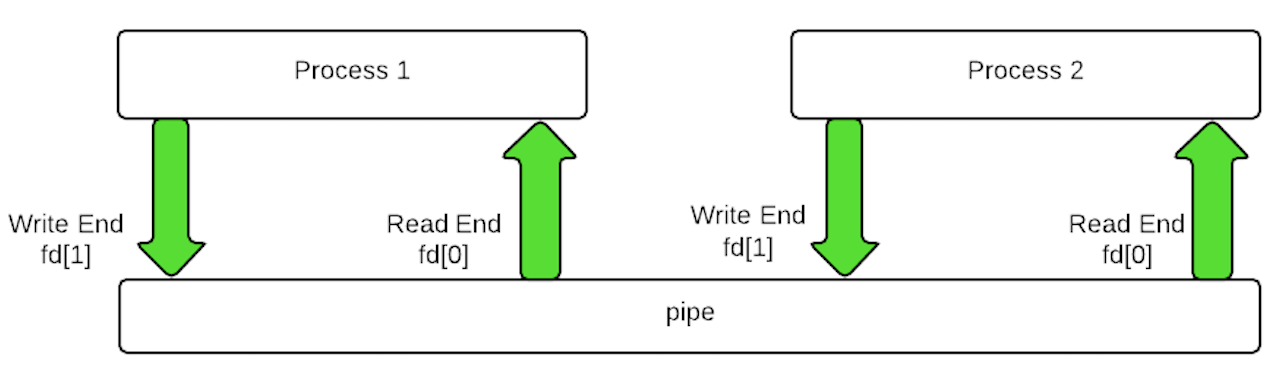 Process 1
Process 2
Write End
fd[1]
Read End
fd[0]
Write End
fd[1]
Read End
fd[0]
pipe